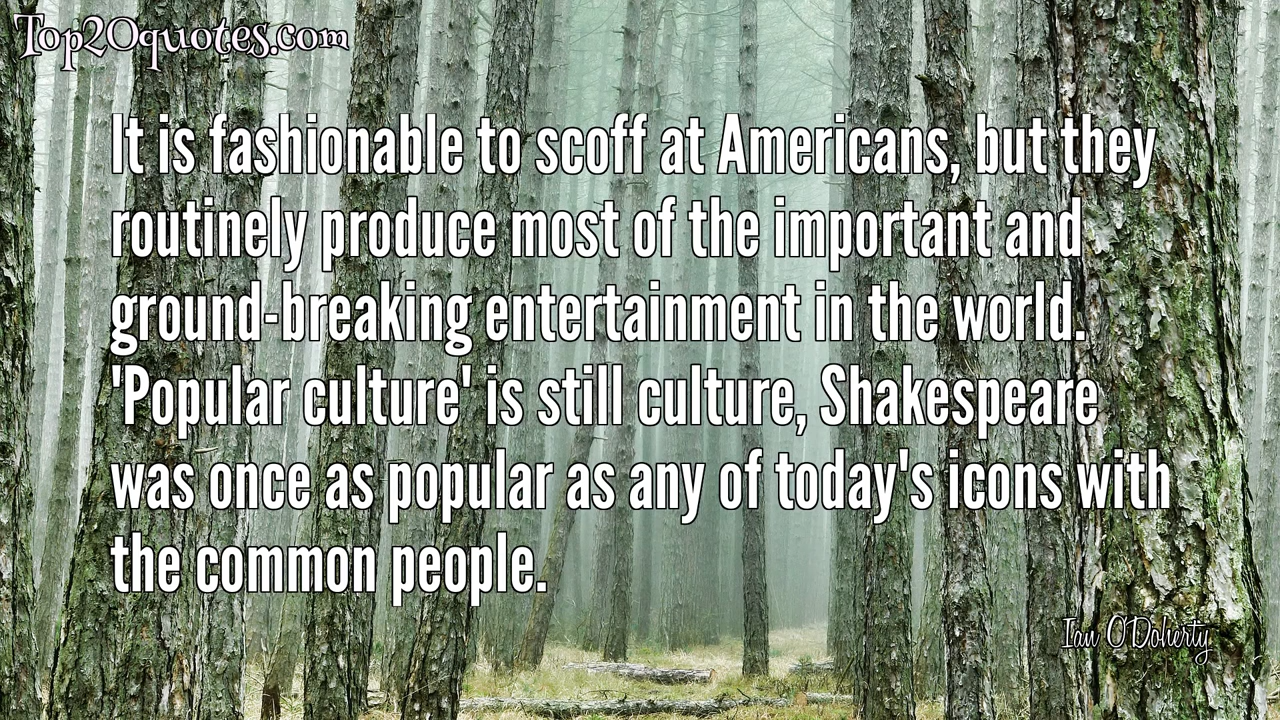 Top20quotes.com
It is fashionable to scoff at Americans, but they
routinely produce most of the important and
ground-breaking entertainment in the world.
'Popular culture' is still culture, Shakespeare
was once as popular as any of today's icons with
the common people.
Ian O'Doherty